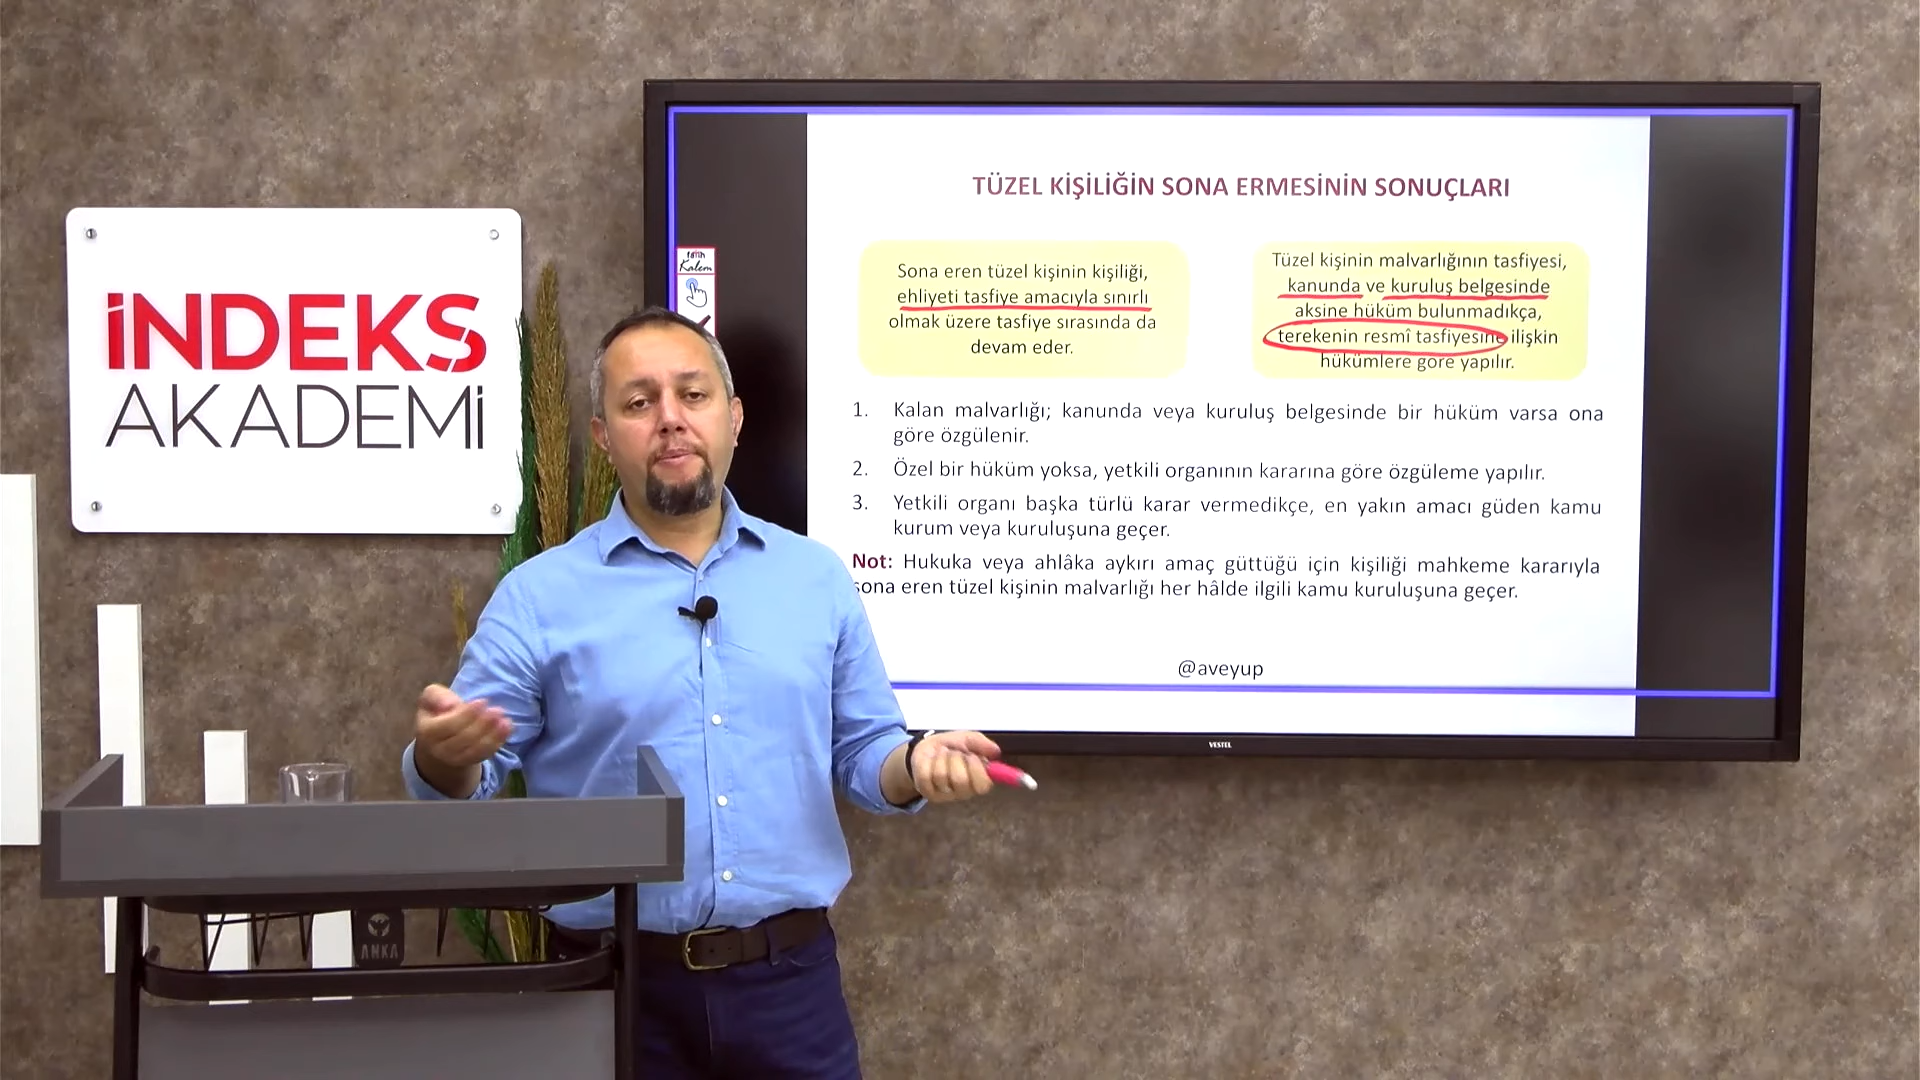 İNDEKS
AKADEMİ
TÜZEL KİŞİLİĞİN SONA ERMESİNİN SONUÇLARI
Kalem
Sona eren tüzel kişinin kişiliği,
ehliyeti tasfiye amacıyla sınırlı
olmak üzere tasfiye sırasında da
devam eder.
Tüzel kişinin malvarlığının tasfiyesi,
kanunda ve kuruluş belgesinde
aksine hüküm bulunmadıkça,
terekenin resmî tasfiyesine ilişkin
hükümlere göre yapılır.
1. Kalan malvarlığı; kanunda veya kuruluş belgesinde bir hüküm varsa ona
göre özgülenir.
2. Özel bir hüküm yoksa, yetkili organının kararına göre özgüleme yapılır.
3. Yetkili organı başka türlü karar vermedikçe, en yakın amacı güden kamu
kurum veya kuruluşuna geçer.
Not: Hukuka veya ahlâka aykırı amaç güttüğü için kişiliği mahkeme kararıyla
sona eren tüzel kişinin malvarlığı her hâlde ilgili kamu kuruluşuna geçer.
@aveyup
VESTEL
ANKA